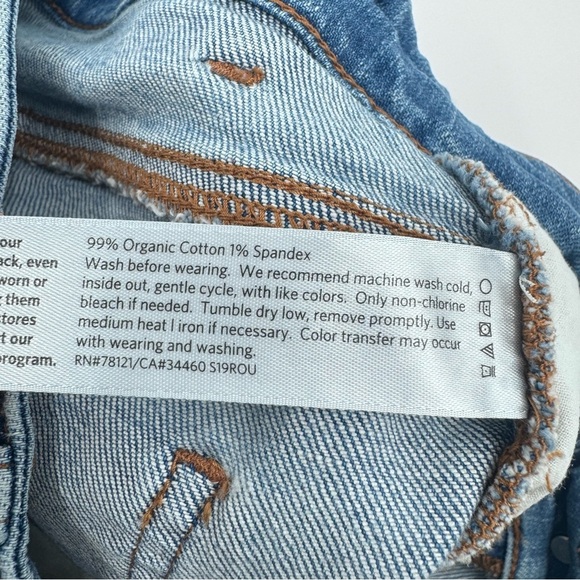 our
ack, even
worn or
g them
stores
rt our
program.
99% Organic Cotton 1% Spandex
Wash before wearing. We recommend machine wash cold,
inside out, gentle cycle, with like colors. Only non-chlorine
bleach if needed. Tumble dry low, remove promptly. Use
medium heat I iron if necessary. Color transfer may occur
with wearing and washing.
RN#78121/CA#34460 S19ROU